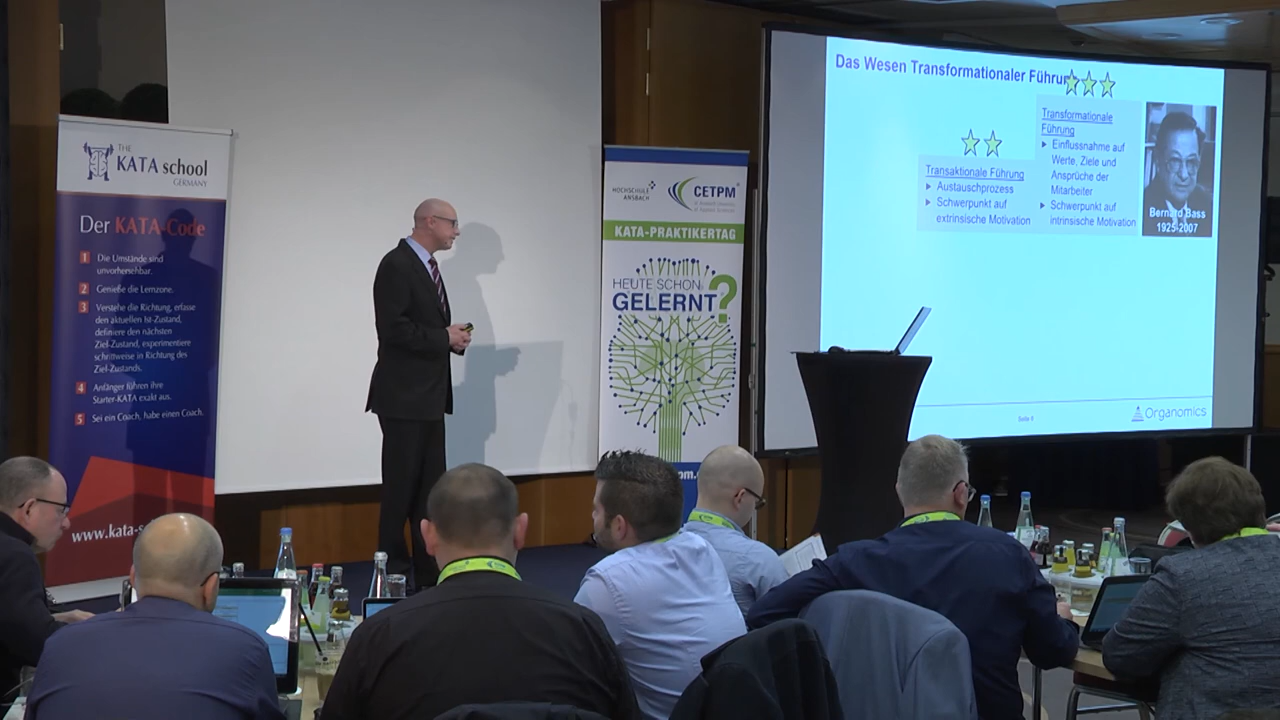 THE
KATA school
GERMANY
Der KATA-Code
1 Die Umstände sind
unvorhersehbar.
2 Genieße die Lernzone.
3 Verstehe die Richtung, erfasse
den aktuellen Ist-Zustand,
definiere den nächsten
Ziel-Zustand, experimentiere
schrittweise in Richtung des
Ziel-Zustands.
4 Anfänger führen ihre
Starter-KATA exakt aus.
5 Sei ein Coach, habe einen Coach.
www.kata-s
HOCHSCHULE
ANSBACH
CETPM
KATA-PRAKTIKERTAG
HEUTE SCHON
GELERNT?
pm.
Das Wesen Transformationaler Führu
Transaktionale Führung
Austauschprozess
Schwerpunkt auf
extrinsische Motivation
Transformationale
Führung
Einflussnahme auf
Werte, Ziele und
Ansprüche der
Mitarbeiter
Schwerpunkt auf
intrinsische Motivation
Bernard Bass
1925-2007
Organomics